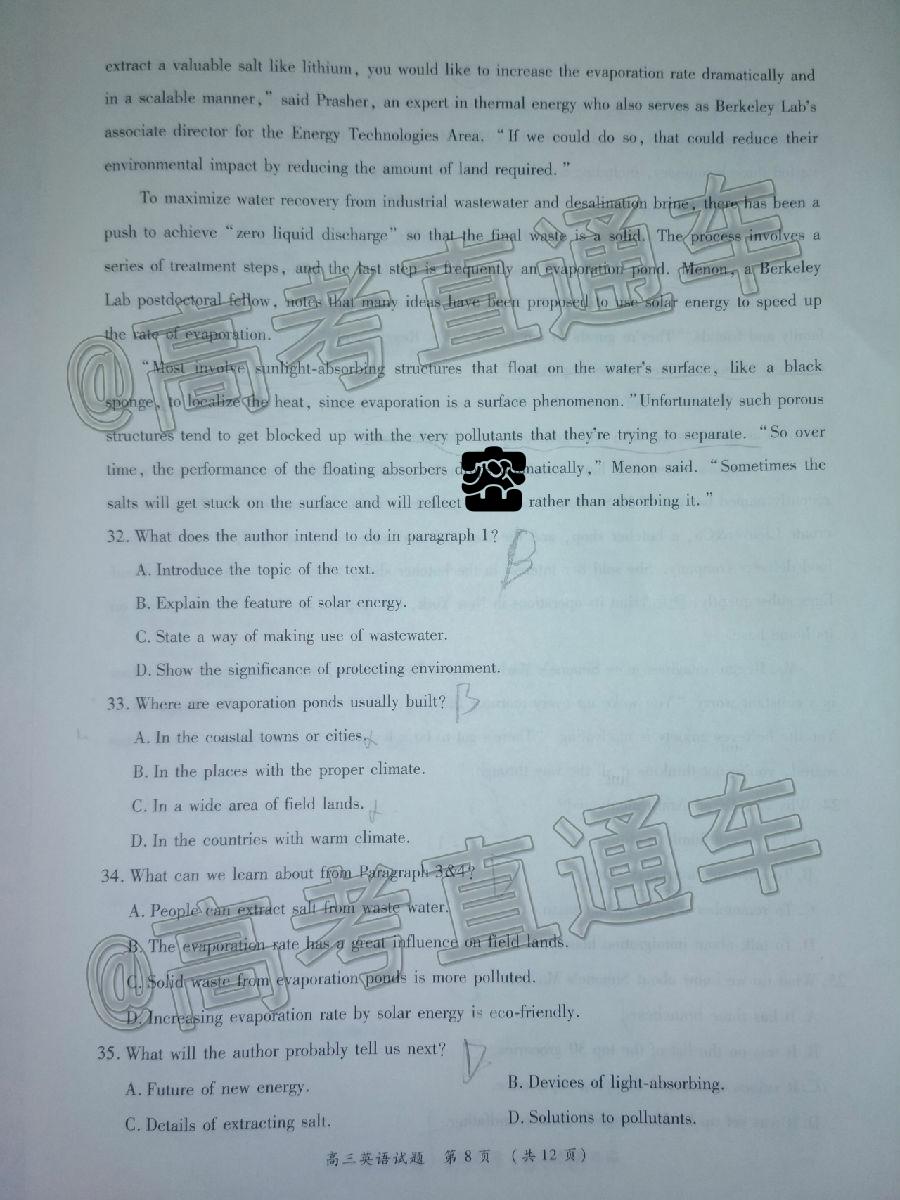 extract a valuable salt like lithium, you would like to increase the evaporation rate dramatically and
in a scalable manner,” said Prasher, an expert in thermal energy who also serves as Berkeley Lab's
associate director for the Energy Technologies Area. “If we could do so, that could reduce their
environmental impact by reducing the amount of land required.”
To maximize water recovery from industrial wastewater and desalination brine, there has been a
push to achieve “zero liquid discharge” so that the final waste is a solid. The process involves a
series of treatment steps, and the last step is frequently an evaporation pond. Menon, a Berkeley
Lab postdoctoral fellow, notes that many ideas have been proposed to use solar energy to speed up
the rate of evaporation.
“Most involve sunlight-absorbing structures that float on the water's surface, like a black
sponge, to localize the heat, since evaporation is a surface phenomenon.”Unfortunately such porous
structures tend to get blocked up with the very pollutants that they're trying to separate. “So over
time, the performance of the floating absorbers matically,” Menon said. “Sometimes the
salts will get stuck on the surface and will reflect rather than absorbing it.”
32. What does the author intend to do in paragraph 1? B
A. Introduce the topic of the text.
B. Explain the feature of solar energy.
C. State a way of making use of wastewater.
D. Show the significance of protecting environment.
33. Where are evaporation ponds usually built? B
A. In the coastal towns or cities.
B. In the places with the proper climate.
C. In a wide area of field lands.
D. In the countries with warm climate.
34. What can we learn about from Paragraph 3&4?
A. People can extract salt from waste water.
B. The evaporation rate has a great influence on field lands.
C. Solid waste from evaporation ponds is more polluted.
D. Increasing evaporation rate by solar energy is eco-friendly.
35. What will the author probably tell us next? D
A. Future of new energy. B. Devices of light-absorbing.
C. Details of extracting salt. D. Solutions to pollutants.
高三英语试题 第 8 页 (共 12 页)
@高考直通车
@高考直通车